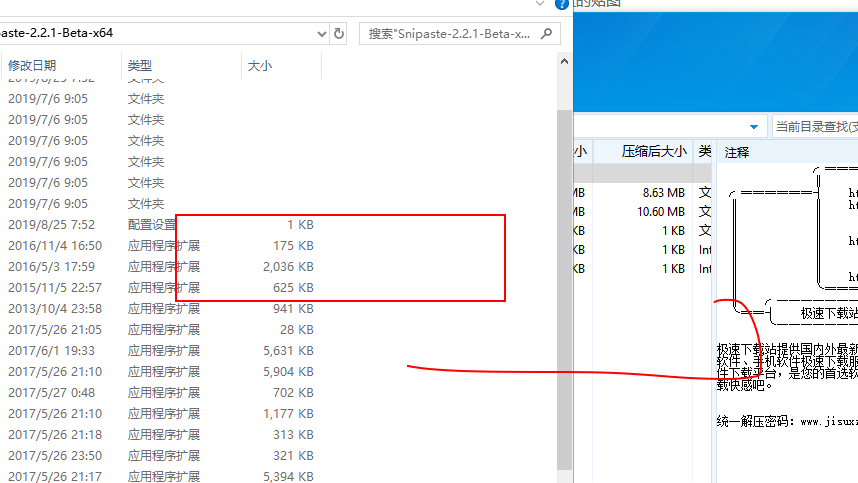 的贴图
aste-2.2.1-Beta-x64
搜索"Snipaste-2.2.1-Beta-x...
修改日期 类型 大小
2019/8/25 7:52 文件夹
2019/7/6 9:05 文件夹
2019/7/6 9:05 文件夹
2019/7/6 9:05 文件夹
2019/7/6 9:05 文件夹
2019/7/6 9:05 文件夹
2019/7/6 9:05 文件夹
2019/8/25 7:52 配置设置 1 KB
2016/11/4 16:50 应用程序扩展 175 KB
2016/5/3 17:59 应用程序扩展 2,036 KB
2015/11/5 22:57 应用程序扩展 625 KB
2013/10/4 23:58 应用程序扩展 941 KB
2017/5/26 21:05 应用程序扩展 28 KB
2017/6/1 19:33 应用程序扩展 5,631 KB
2017/5/26 21:10 应用程序扩展 5,904 KB
2017/5/27 0:48 应用程序扩展 702 KB
2017/5/26 21:10 应用程序扩展 1,177 KB
2017/5/26 21:18 应用程序扩展 313 KB
2017/5/26 23:50 应用程序扩展 321 KB
2017/5/26 21:17 应用程序扩展 5,394 KB
当前目录查找(支
小 压缩后大小 类 注释
MB 8.63 MB 文
MB 10.60 MB 文
KB 1 KB 文
KB 1 KB Int
KB 1 KB Int
ht
ht
ht
ht
极速下载站
极速下载站提供国内外最新
软件、手机软件极速下载服
件下载平台，是您的首选软
载快感吧。
统一解压密码：www.jisux